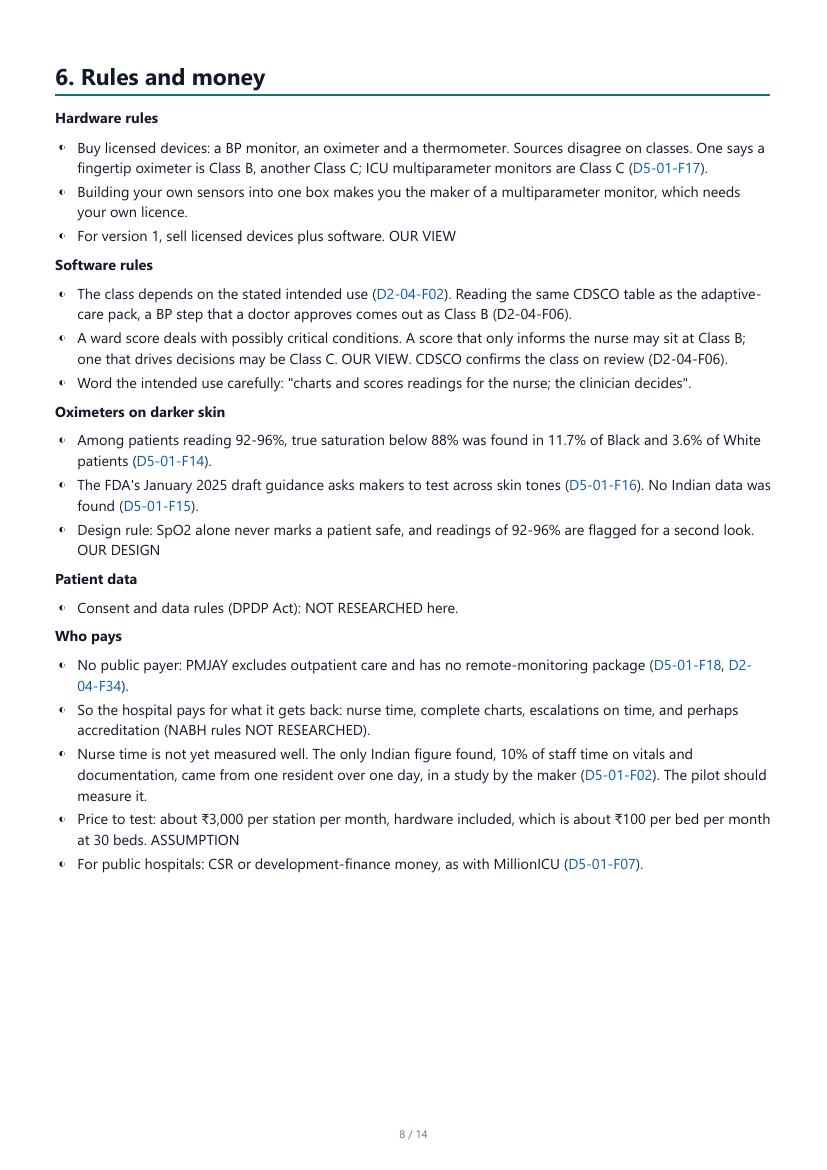 6. Rules and money
Hardware rules
Buy licensed devices: a BP monitor, an oximeter and a thermometer. Sources disagree on classes. One says a
fingertip oximeter is Class B, another Class C; ICU multiparameter monitors are Class C (D5-01-F17).
Building your own sensors into one box makes you the maker of a multiparameter monitor, which needs
your own licence.
For version 1, sell licensed devices plus software. OUR VIEW
Software rules
The class depends on the stated intended use (D2-04-F02). Reading the same CDSCO table as the adaptive-
care pack, a BP step that a doctor approves comes out as Class B (D2-04-F06).
A ward score deals with possibly critical conditions. A score that only informs the nurse may sit at Class B;
one that drives decisions may be Class C. OUR VIEW. CDSCO confirms the class on review (D2-04-F06).
Word the intended use carefully: "charts and scores readings for the nurse; the clinician decides".
Oximeters on darker skin
Among patients reading 92-96%, true saturation below 88% was found in 11.7% of Black and 3.6% of White
patients (D5-01-F14).
The FDA's January 2025 draft guidance asks makers to test across skin tones (D5-01-F16). No Indian data was
found (D5-01-F15).
Design rule: SpO2 alone never marks a patient safe, and readings of 92-96% are flagged for a second look.
OUR DESIGN
Patient data
Consent and data rules (DPDP Act): NOT RESEARCHED here.
Who pays
No public payer: PMJAY excludes outpatient care and has no remote-monitoring package (D5-01-F18, D2-
04-F34).
So the hospital pays for what it gets back: nurse time, complete charts, escalations on time, and perhaps
accreditation (NABH rules NOT RESEARCHED).
Nurse time is not yet measured well. The only Indian figure found, 10% of staff time on vitals and
documentation, came from one resident over one day, in a study by the maker (D5-01-F02). The pilot should
measure it.
Price to test: about ₹3,000 per station per month, hardware included, which is about ₹100 per bed per month
at 30 beds. ASSUMPTION
For public hospitals: CSR or development-finance money, as with MillionICU (D5-01-F07).
8 / 14